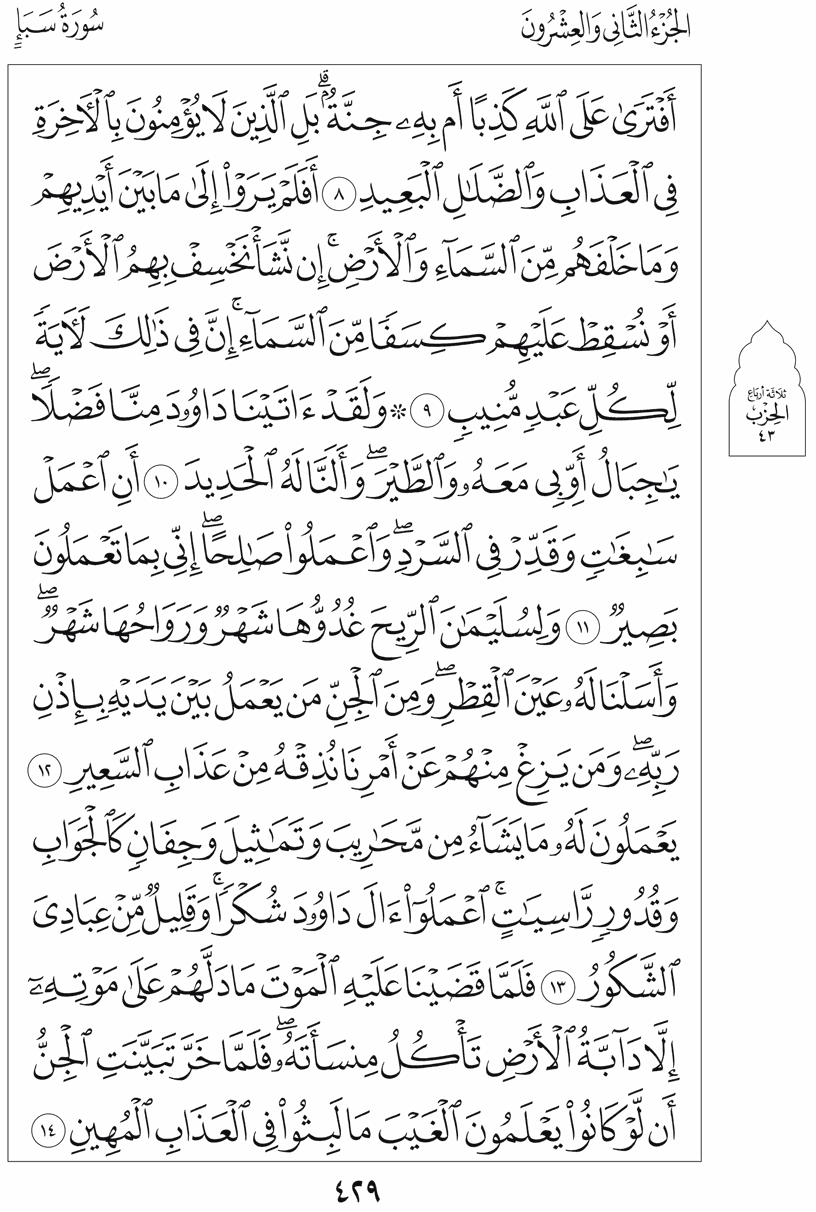 الجُزْءُ الثَّانِي وَالعِشْرُونَ
سُورَةُ سَبَإٍ
أَفۡتَرَىٰ عَلَى ٱللَّهِ كَذِبًا أَم بِهِۦ جِنَّةُۢۗ بَلِ ٱلَّذِينَ لَا يُؤۡمِنُونَ بِٱلۡأٓخِرَةِ
فِي ٱلۡعَذَابِ وَٱلضَّلَٰلِ ٱلۡبَعِيدِ ٨ أَفَلَمۡ يَرَوۡاْ إِلَىٰ مَا بَيۡنَ أَيۡدِيهِمۡ
وَمَا خَلۡفَهُم مِّنَ ٱلسَّمَآءِ وَٱلۡأَرۡضِۚ إِن نَّشَأۡ نَخۡسِفۡ بِهِمُ ٱلۡأَرۡضَ
أَوۡ نُسۡقِطۡ عَلَيۡهِمۡ كِسَفٗا مِّنَ ٱلسَّمَآءِۚ إِنَّ فِي ذَٰلِكَ لَأٓيَةٗ
لِّكُلِّ عَبۡدٖ مُّنِيبٖ ٩ ۞ وَلَقَدۡ ءَاتَيۡنَا دَاوُۥدَ مِنَّا فَضۡلٗاۖ
يَٰجِبَالُ أَوِّبِي مَعَهُۥ وَٱلطَّيۡرَۖ وَأَلَنَّا لَهُ ٱلۡحَدِيدَ ١٠ أَنِ ٱعۡمَلۡ
سَٰبِغَٰتٖ وَقَدِّرۡ فِي ٱلسَّرۡدِۖ وَٱعۡمَلُواْ صَٰلِحًاۖ إِنِّي بِمَا تَعۡمَلُونَ
بَصِيرٞ ١١ وَلِسُلَيۡمَٰنَ ٱلرِّيحَ غُدُوُّهَا شَهۡرٞ وَرَوَاحُهَا شَهۡرٞۖ
وَأَسَلۡنَا لَهُۥ عَيۡنَ ٱلۡقِطۡرِۖ وَمِنَ ٱلۡجِنِّ مَن يَعۡمَلُ بَيۡنَ يَدَيۡهِ بِإِذۡنِ
رَبِّهِۦۖ وَمَن يَزِغۡ مِنۡهُمۡ عَنۡ أَمۡرِنَا نُذِقۡهُ مِنۡ عَذَابِ ٱلسَّعِيرِ ١٢
يَعۡمَلُونَ لَهُۥ مَا يَشَآءُ مِن مَّحَٰرِيبَ وَتَمَٰثِيلَ وَجِفَانٖ كَٱلۡجَوَابِ
وَقُدُورٖ رَّاسِيَٰتٍۚ ٱعۡمَلُوٓاْ ءَالَ دَاوُۥدَ شُكۡرٗاۚ وَقَلِيلٞ مِّنۡ عِبَادِيَ
ٱلشَّكُورُ ١٣ فَلَمَّا قَضَيۡنَا عَلَيۡهِ ٱلۡمَوۡتَ مَا دَلَّهُمۡ عَلَىٰ مَوۡتِهِۦٓ
إِلَّا دَآبَّةُ ٱلۡأَرۡضِ تَأۡكُلُ مِنسَأَتَهُۥۖ فَلَمَّا خَرَّ تَبَيَّنَتِ ٱلۡجِنُّ
أَن لَّوۡ كَانُواْ يَعۡلَمُونَ ٱلۡغَيۡبَ مَا لَبِثُواْ فِي ٱلۡعَذَابِ ٱلۡمُهِينِ ١٤
ثلاثة أرباع
الحزب
٤٣
٤٢٩